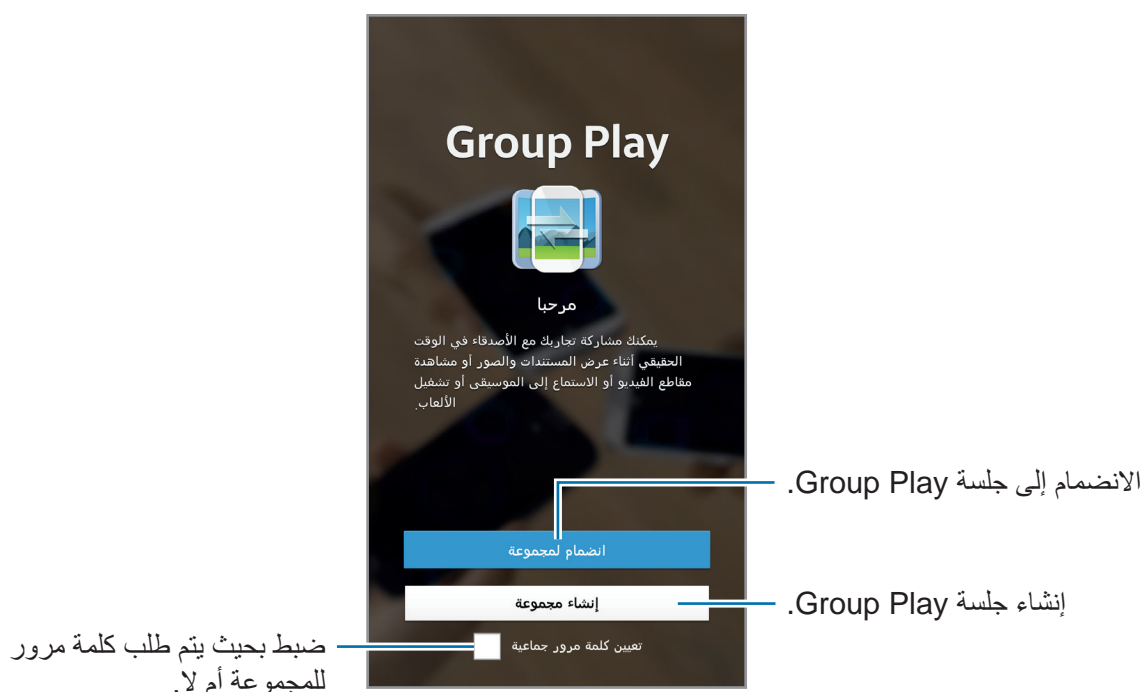 Group Play
مرحبا
يمكنك مشاركة تجاربك مع الأصدقاء في الوقت
الحقيقي أثناء عرض المستندات والصور أو مشاهدة
مقاطع الفيديو أو الاستماع إلى الموسيقى أو تشغيل
الألعاب.
الانضمام إلى جلسة Group Play.
انضمام لمجموعة
إنشاء جلسة Group Play.
إنشاء مجموعة
تعيين كلمة مرور جماعية
ضبط بحيث يتم طلب كلمة مرور
للمجموعة أم لا.